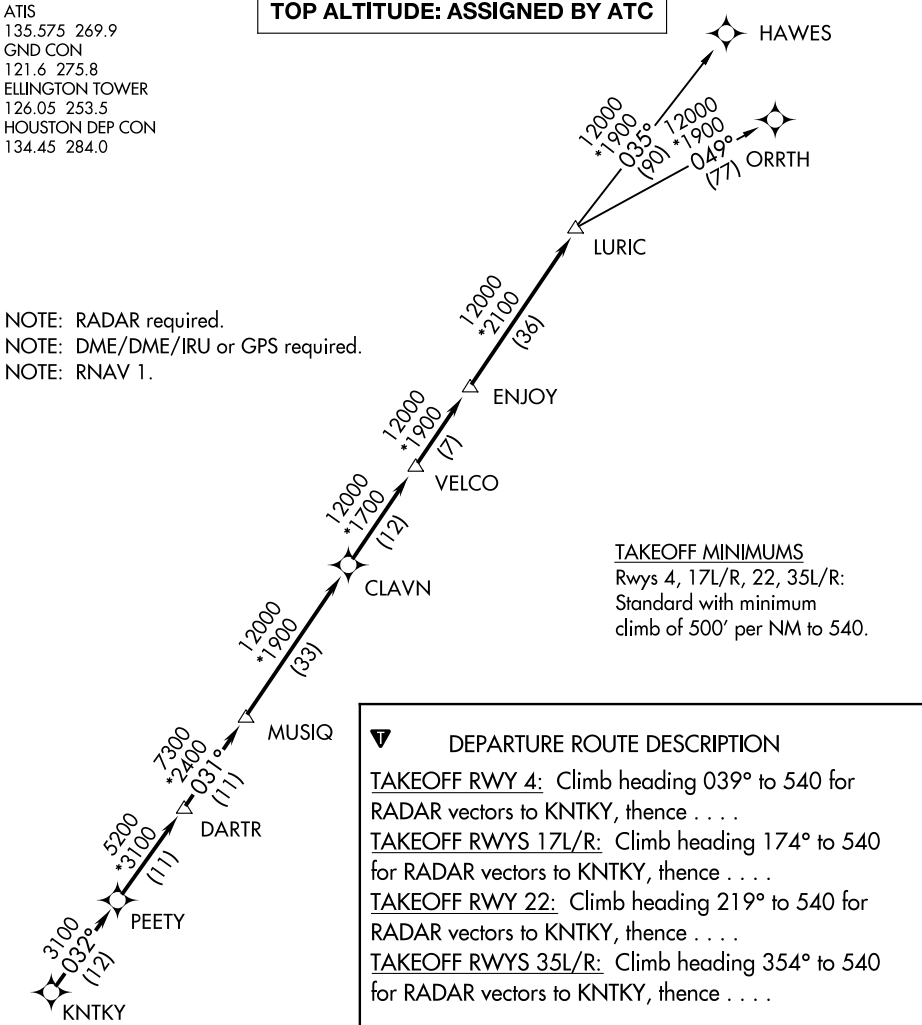 ATIS
135.575 269.9
GND CON
121.6 275.8
ELLINGTON TOWER
126.05 253.5
HOUSTON DEP CON
134.45 284.0
TOP ALTITUDE: ASSIGNED BY ATC
HAWES
12000
*1900
035°
(90)
12000
*1900
049°
(77)
ORRTH
LURIC
12000
*2100
(36)
NOTE: RADAR required.
NOTE: DME/DME/IRU or GPS required.
NOTE: RNAV 1.
ENJOY
12000
*1900
(7)
VELCO
12000
*1700
(12)
CLAVN
TAKEOFF MINIMUMS
Rwys 4, 17L/R, 22, 35L/R:
Standard with minimum
climb of 500' per NM to 540.
12000
*1900
(33)
MUSIQ
7300
*2400
031°
(11)
DARTR
5200
*3100
(11)
PEETY
3100
032°
(12)
KNTKY
T
DEPARTURE ROUTE DESCRIPTION
TAKEOFF RWY 4: Climb heading 039° to 540 for
RADAR vectors to KNTKY, thence . . . .
TAKEOFF RWYS 17L/R: Climb heading 174° to 540
for RADAR vectors to KNTKY, thence . . . .
TAKEOFF RWY 22: Climb heading 219° to 540 for
RADAR vectors to KNTKY, thence . . . .
TAKEOFF RWYS 35L/R: Climb heading 354° to 540
for RADAR vectors to KNTKY, thence . . . .